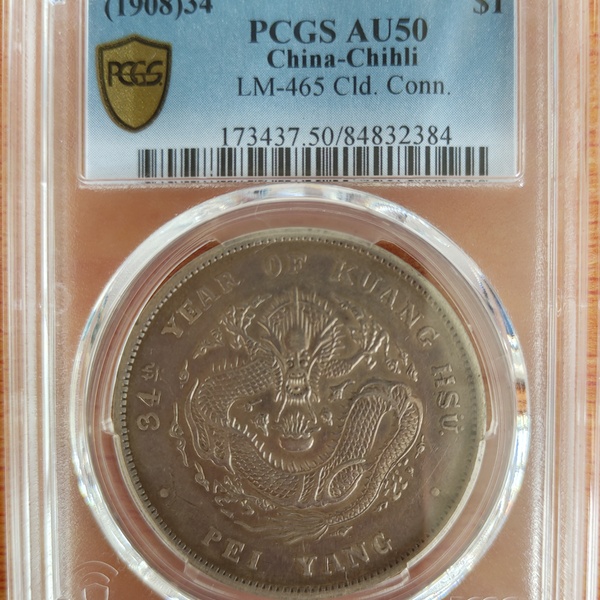 (1908)34 $1
PCGS AU50
China-Chihli
LM-465 Cld. Conn.
173437.50/84832384
PCGS
34TH YEAR OF KUANG HSU
PEI YANG